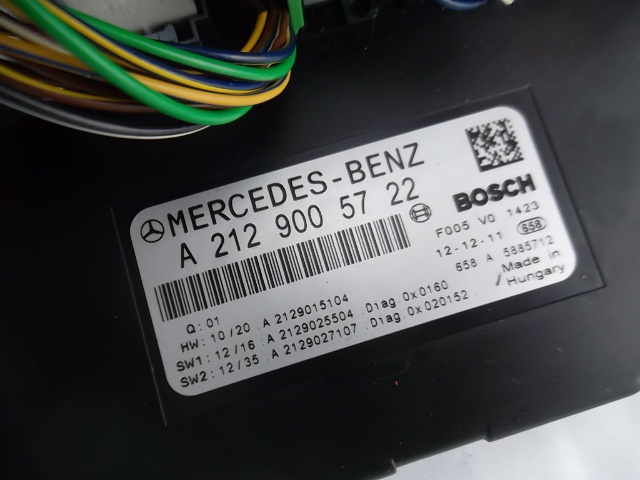 MERCEDES-BENZ
A 212 900 57 22
BOSCH
F005 V0 1423
12-12-11 658
658 A 5885712
Made in
Hungary
Q: 01
HW: 10/20 A 2129015104
SW1: 12/16 A 2129025504 Diag 0x0160
SW2: 12/35 A 2129027107 Diag 0x020152